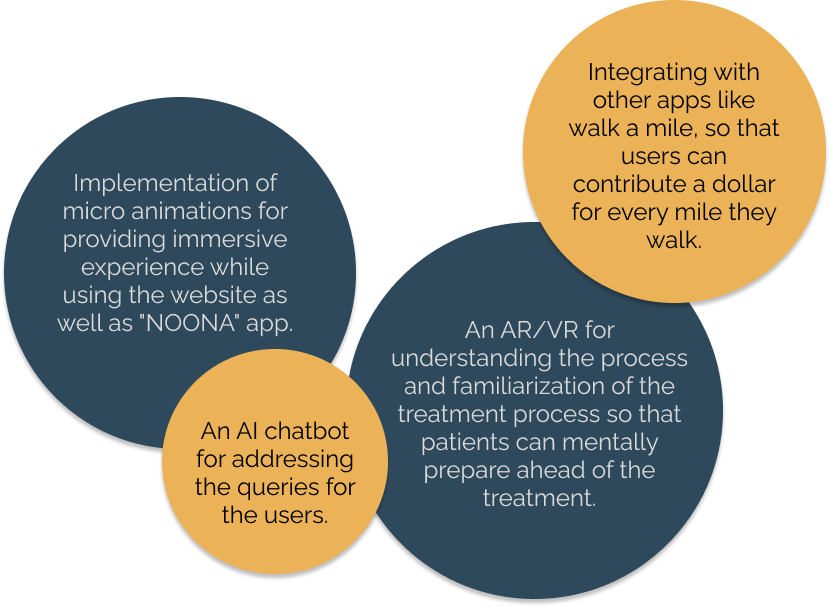 Integrating with
other apps like
walk a mile, so that
users can
contribute a dollar
for every mile they
walk.
Implementation of
micro animations for
providing immersive
experience while
using the website as
well as "NOONA" app.
An AR/VR for
understanding the process
and familiarization of the
treatment process so that
patients can mentally
prepare ahead of the
treatment.
An AI chatbot
for addressing
the queries for
the users.